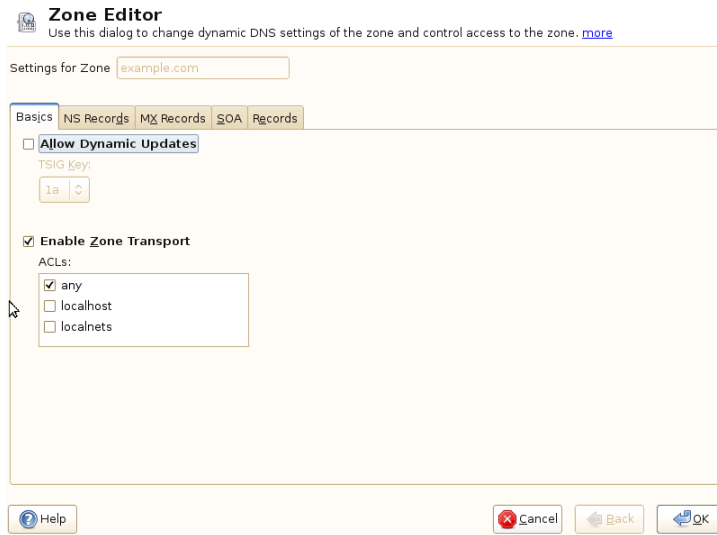 Zone Editor
Use this dialog to change dynamic DNS settings of the zone and control access to the zone. more
Settings for Zone example.com
Basics NS Records MX Records SOA Records
Allow Dynamic Updates
TSIG Key:
1a
Enable Zone Transport
ACLs:
any
localhost
localnets
Help Cancel Back OK